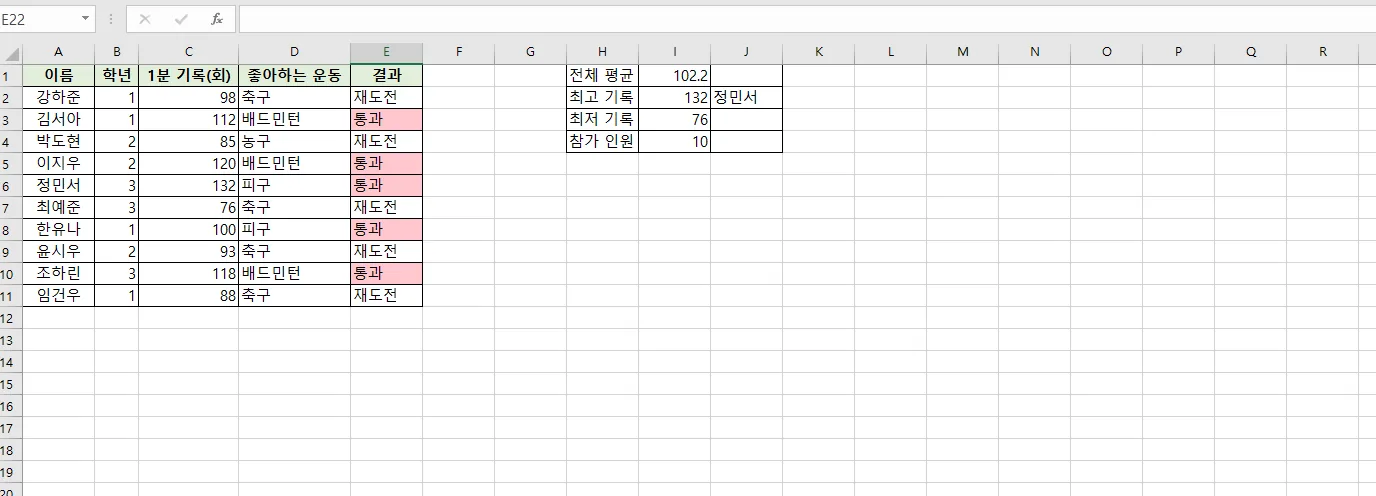 E22 fx
A B C D E F G H I J K L M N O P Q R
1 이름 학년 1분 기록(회) 좋아하는 운동 결과 전체 평균 102.2
2 강하준 1 98 축구 재도전 최고 기록 132 정민서
3 김서아 1 112 배드민턴 통과 최저 기록 76
4 박도현 2 85 농구 재도전 참가 인원 10
5 이지우 2 120 배드민턴 통과
6 정민서 3 132 피구 통과
7 최예준 3 76 축구 재도전
8 한유나 1 100 피구 통과
9 윤시우 2 93 축구 재도전
10 조하린 3 118 배드민턴 통과
11 임건우 1 88 축구 재도전
12
13
14
15
16
17
18
19
20